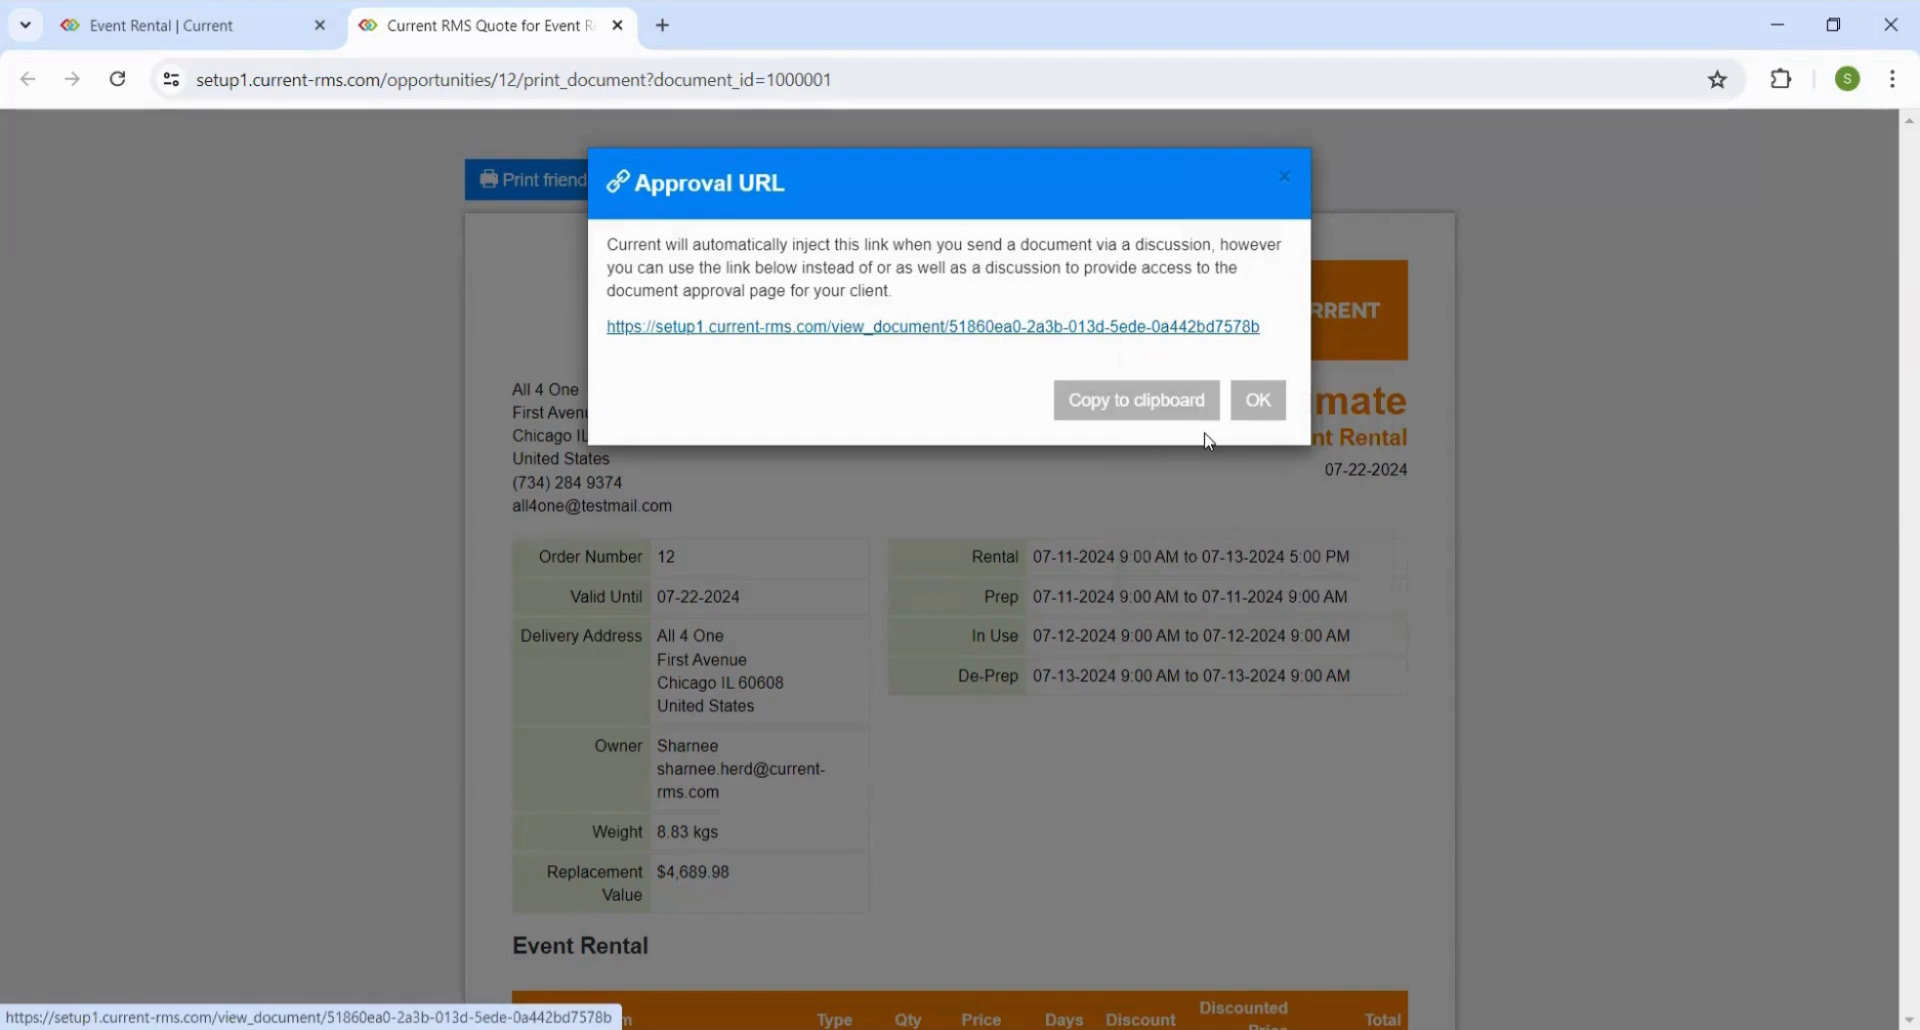 Event Rental | Current
Current RMS Quote for Event R
setup1.current-rms.com/opportunities/12/print_document?document_id=1000001
S
Print friend
Approval URL
Current will automatically inject this link when you send a document via a discussion, however
you can use the link below instead of or as well as a discussion to provide access to the
document approval page for your client.
https://setup1.current-rms.com/view_document/51860ea0-2a3b-013d-5ede-0a442bd7578b
Copy to clipboard OK
RRENT
mate
nt Rental
07-22-2024
All 4 One
First Avenu
Chicago IL
United States
(734) 284 9374
all4one@testmail.com
Order Number 12
Valid Until 07-22-2024
Delivery Address All 4 One
First Avenue
Chicago IL 60608
United States
Owner Sharnee
sharnee.herd@current-
rms.com
Weight 8.83 kgs
Replacement $4,689.98
Value
Rental 07-11-2024 9:00 AM to 07-13-2024 5:00 PM
Prep 07-11-2024 9:00 AM to 07-11-2024 9:00 AM
In Use 07-12-2024 9:00 AM to 07-12-2024 9:00 AM
De-Prep 07-13-2024 9:00 AM to 07-13-2024 9:00 AM
Event Rental
m Type Qty Price Days Discount Discounted Total
https://setup1.current-rms.com/view_document/51860ea0-2a3b-013d-5ede-0a442bd7578b